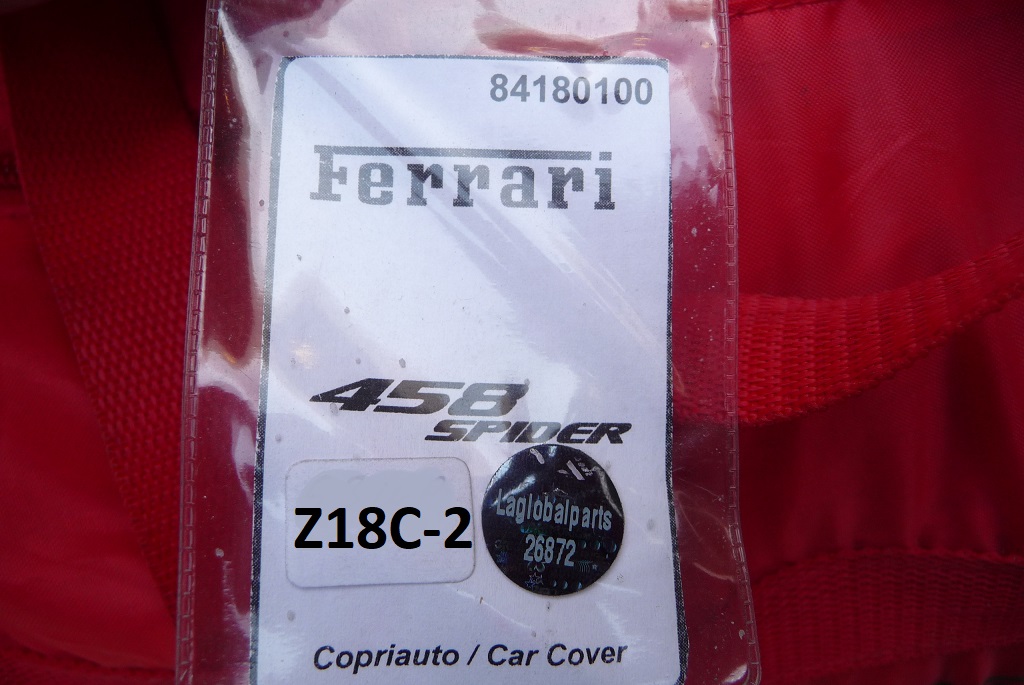 84180100
Ferrari
458
SPIDER
Z18C-2
Laglobalparts
26872
Copriauto / Car Cover